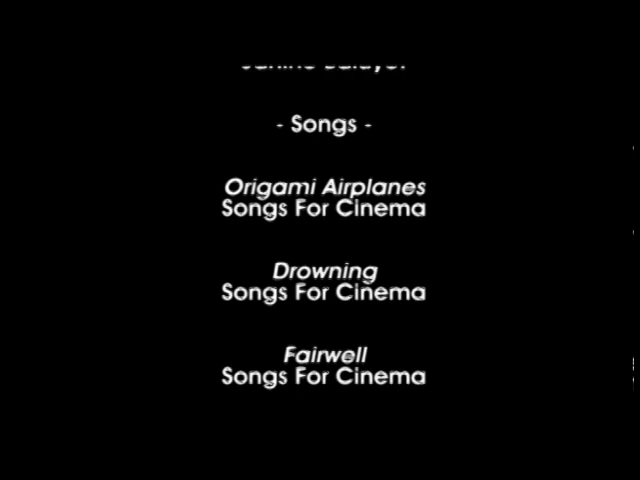 - Songs -
Origami Airplanes
Songs For Cinema
Drowning
Songs For Cinema
Fairwell
Songs For Cinema